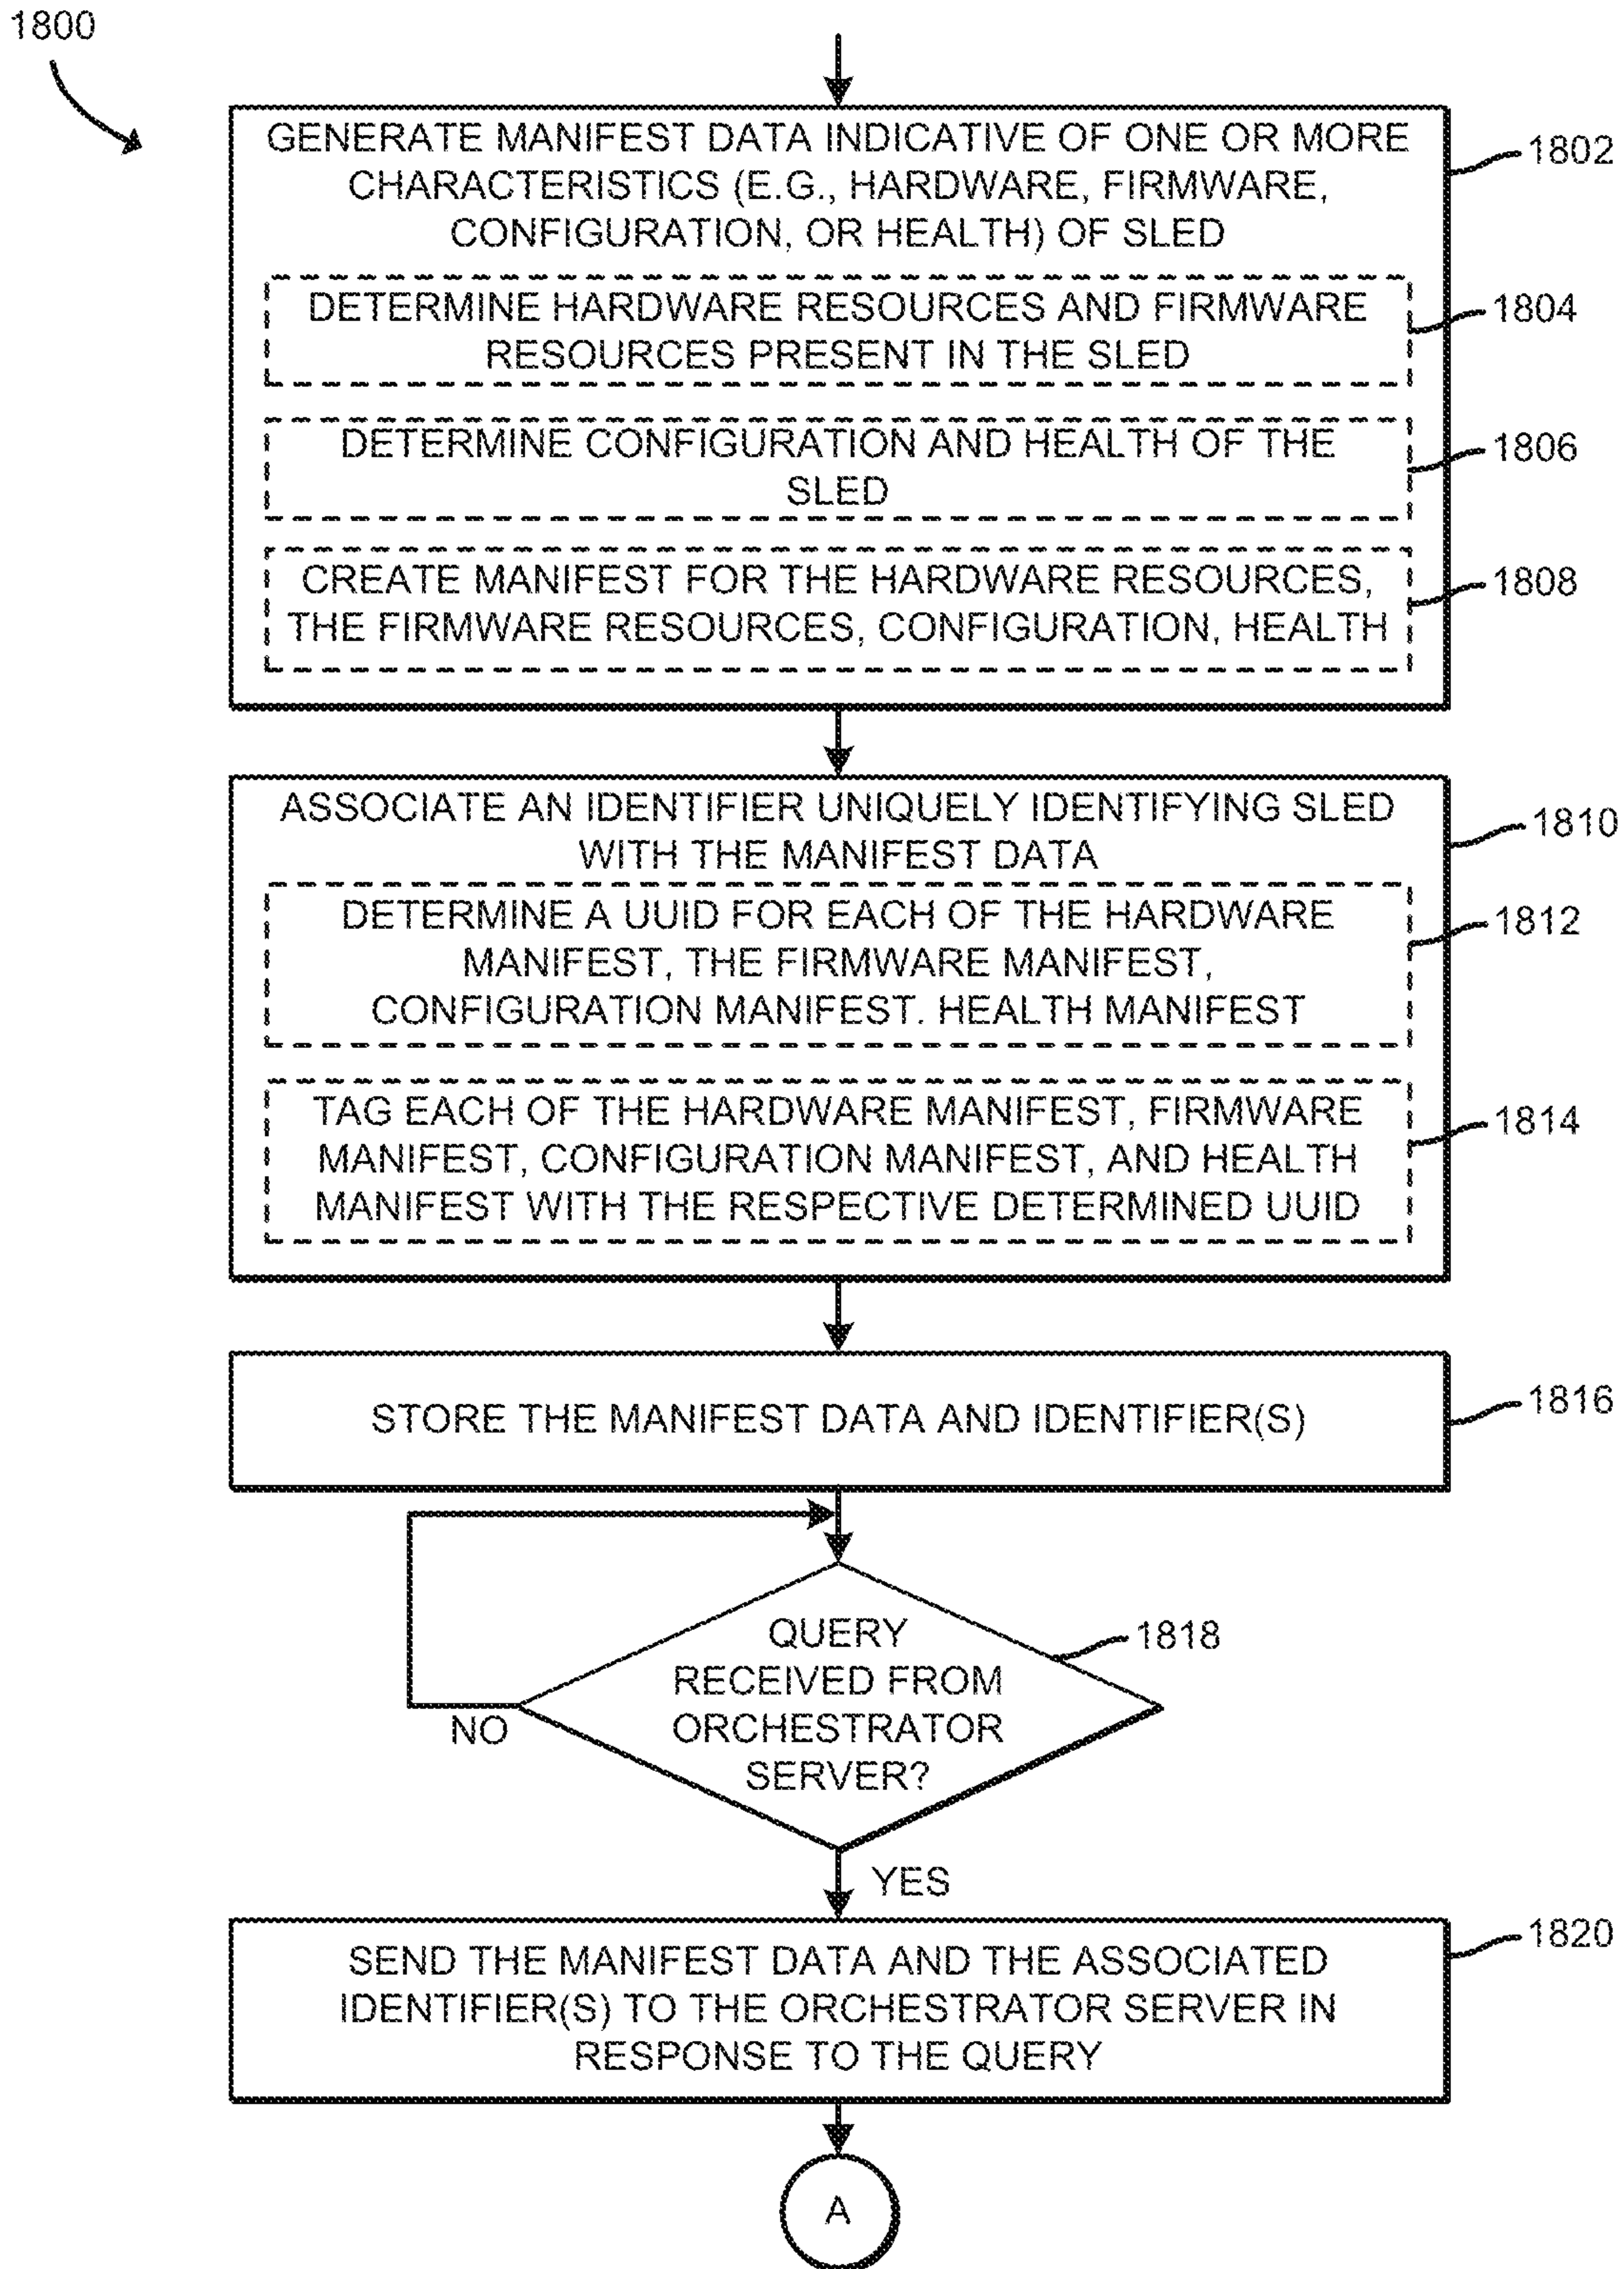 1800
GENERATE MANIFEST DATA INDICATIVE OF ONE OR MORE
CHARACTERISTICS (E.G., HARDWARE, FIRMWARE,
CONFIGURATION, OR HEALTH) OF SLED
1802
DETERMINE HARDWARE RESOURCES AND FIRMWARE
RESOURCES PRESENT IN THE SLED
1804
DETERMINE CONFIGURATION AND HEALTH OF THE
SLED
1806
CREATE MANIFEST FOR THE HARDWARE RESOURCES,
THE FIRMWARE RESOURCES, CONFIGURATION, HEALTH
1808
ASSOCIATE AN IDENTIFIER UNIQUELY IDENTIFYING SLED
WITH THE MANIFEST DATA
1810
DETERMINE A UUID FOR EACH OF THE HARDWARE
MANIFEST, THE FIRMWARE MANIFEST,
CONFIGURATION MANIFEST. HEALTH MANIFEST
1812
TAG EACH OF THE HARDWARE MANIFEST, FIRMWARE
MANIFEST, CONFIGURATION MANIFEST, AND HEALTH
MANIFEST WITH THE RESPECTIVE DETERMINED UUID
1814
STORE THE MANIFEST DATA AND IDENTIFIER(S)
1816
QUERY
RECEIVED FROM
ORCHESTRATOR
SERVER?
1818
NO
YES
SEND THE MANIFEST DATA AND THE ASSOCIATED
IDENTIFIER(S) TO THE ORCHESTRATOR SERVER IN
RESPONSE TO THE QUERY
1820
A